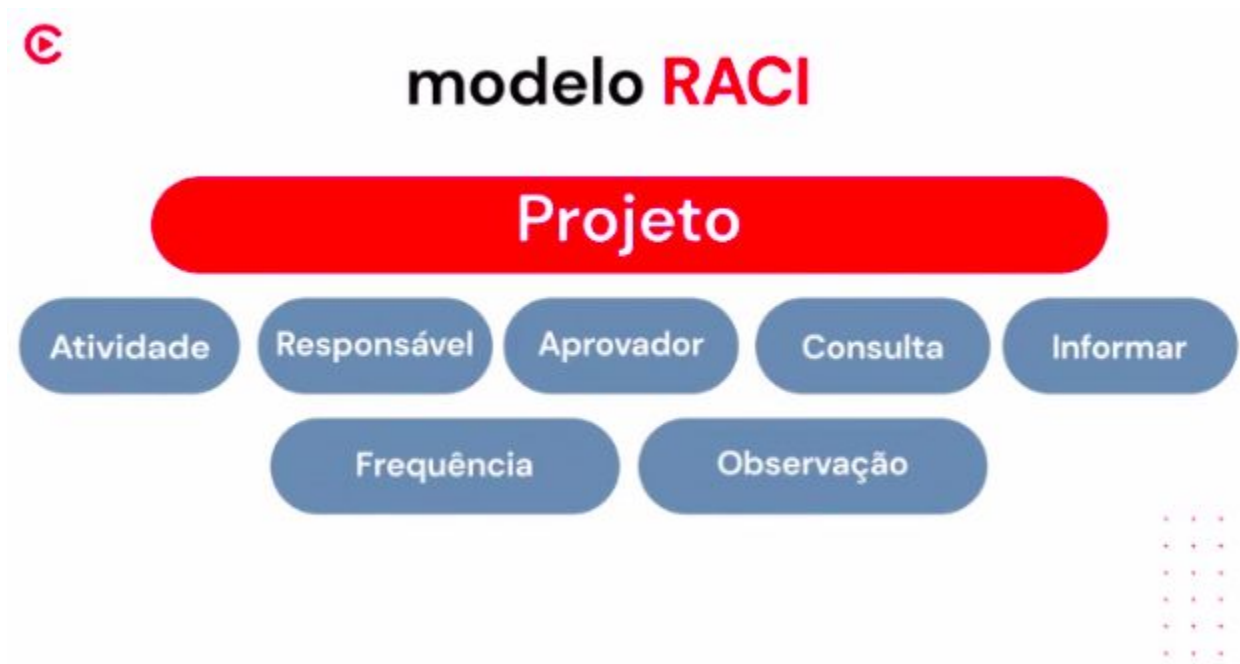 modelo RACI
Projeto
Atividade Responsável Aprovador Consulta Informar
Frequência Observação